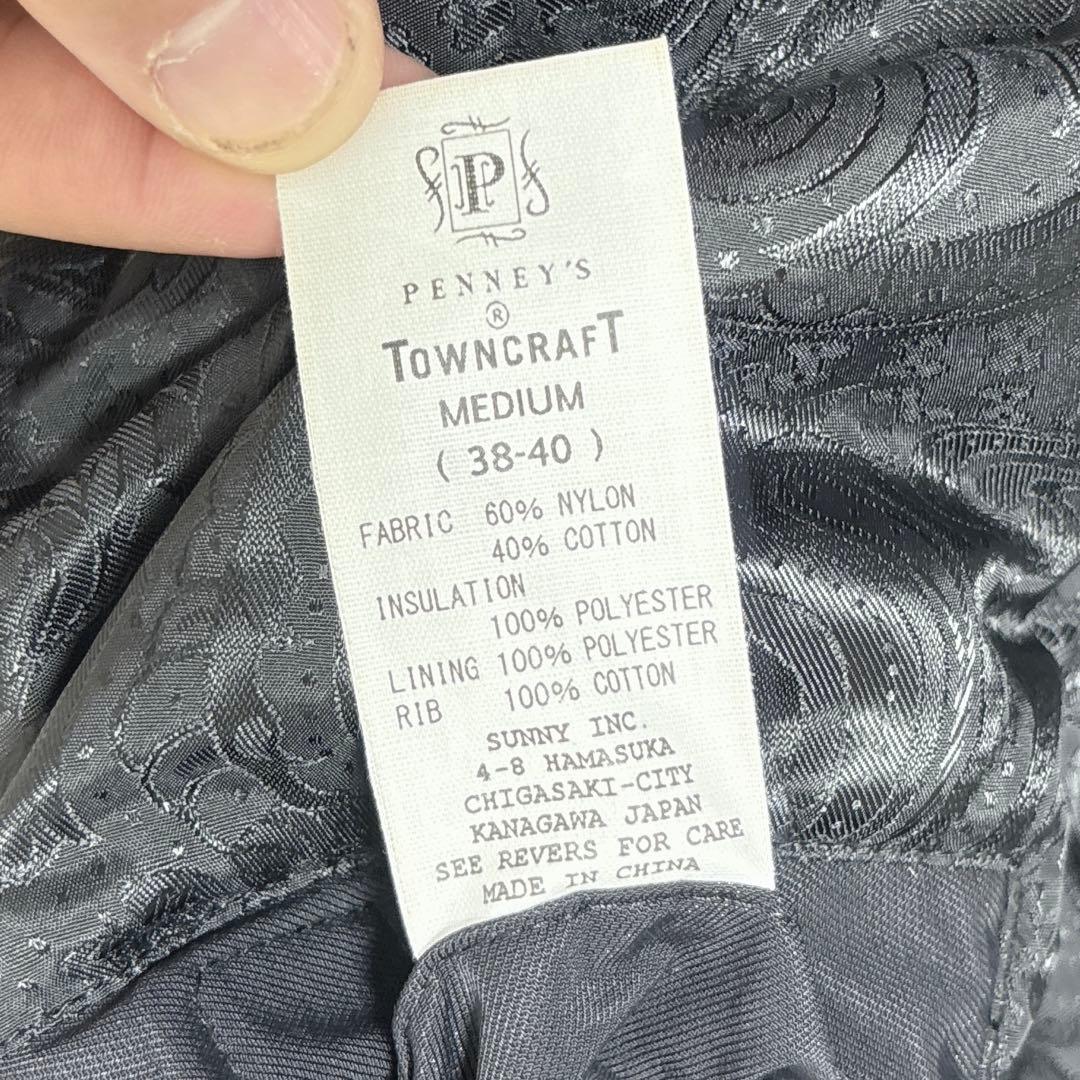 P
PENNEY'S
®
TOWNCRAFT
MEDIUM
( 38-40 )
FABRIC 60% NYLON
40% COTTON
INSULATION
100% POLYESTER
LINING 100% POLYESTER
RIB 100% COTTON
SUNNY INC.
4-8 HAMASUKA
CHIGASAKI-CITY
KANAGAWA JAPAN
SEE REVERS FOR CARE
MADE IN CHINA